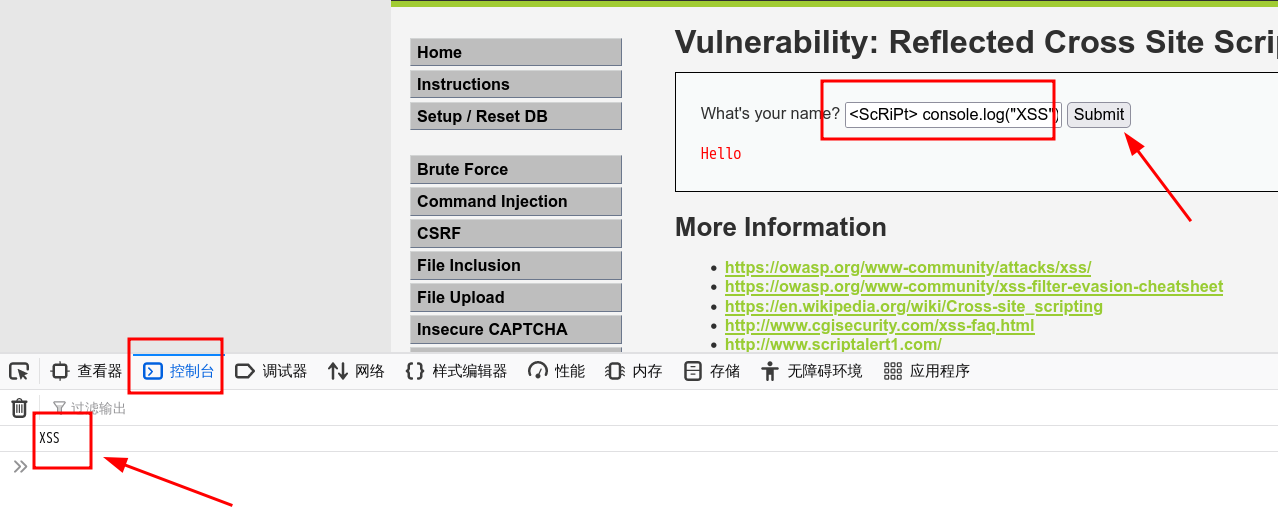 Vulnerability: Reflected Cross Site Scri
Home
Instructions
Setup / Reset DB
Brute Force
Command Injection
CSRF
File Inclusion
File Upload
Insecure CAPTCHA
What's your name? <ScRiPt> console.log("XSS") Submit
Hello
More Information
https://owasp.org/www-community/attacks/xss/
https://owasp.org/www-community/xss-filter-evasion-cheatsheet
https://en.wikipedia.org/wiki/Cross-site_scripting
http://www.cgisecurity.com/xss-faq.html
http://www.scriptalert1.com/
查看器 控制台 调试器 网络 样式编辑器 性能 内存 存储 无障碍环境 应用程序
过滤输出
XSS